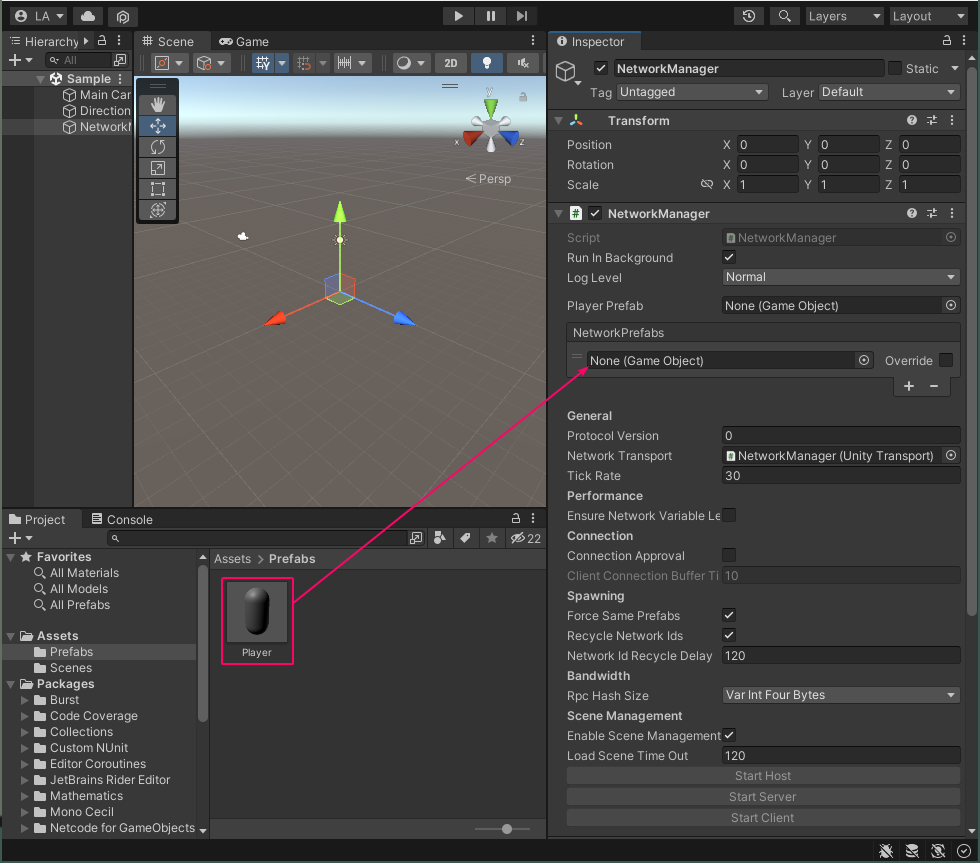 LA
Layers
Layout
Hierarchy
All
Sample
Main Car
Direction
Network
Scene
Game
2D
y
x
z
Persp
Inspector
NetworkManager
Static
Tag
Untagged
Layer
Default
Transform
Position X 0 Y 0 Z 0
Rotation X 0 Y 0 Z 0
Scale X 1 Y 1 Z 1
NetworkManager
Script
NetworkManager
Run In Background
Log Level
Normal
Player Prefab
None (Game Object)
NetworkPrefabs
None (Game Object)
Override
General
Protocol Version
0
Network Transport
NetworkManager (Unity Transport)
Tick Rate
30
Performance
Ensure Network Variable Le
Connection
Connection Approval
Client Connection Buffer Ti
10
Spawning
Force Same Prefabs
Recycle Network Ids
Network Id Recycle Delay
120
Bandwidth
Rpc Hash Size
Var Int Four Bytes
Scene Management
Enable Scene Management
Load Scene Time Out
120
Start Host
Start Server
Start Client
Project
Console
22
Favorites
All Materials
All Models
All Prefabs
Assets
Prefabs
Scenes
Packages
Burst
Code Coverage
Collections
Custom NUnit
Editor Coroutines
JetBrains Rider Editor
Mathematics
Mono Cecil
Netcode for GameObjects
Assets > Prefabs
Player